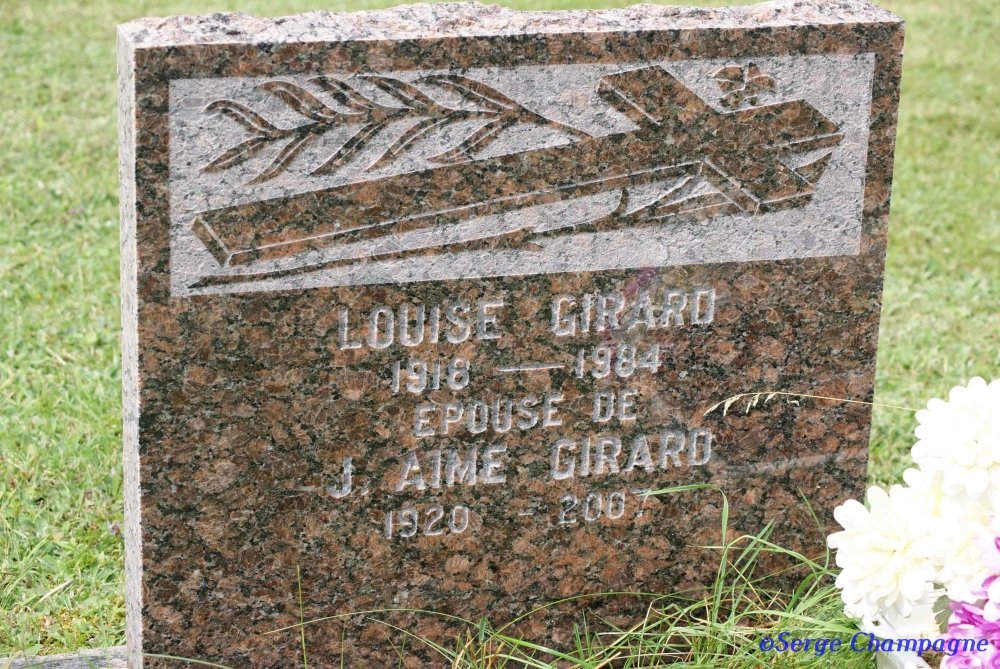 LOUISE GIRARD
1918 — 1984
EPOUSE DE
J. AIME GIRARD
1920 -
©Serge Champagne